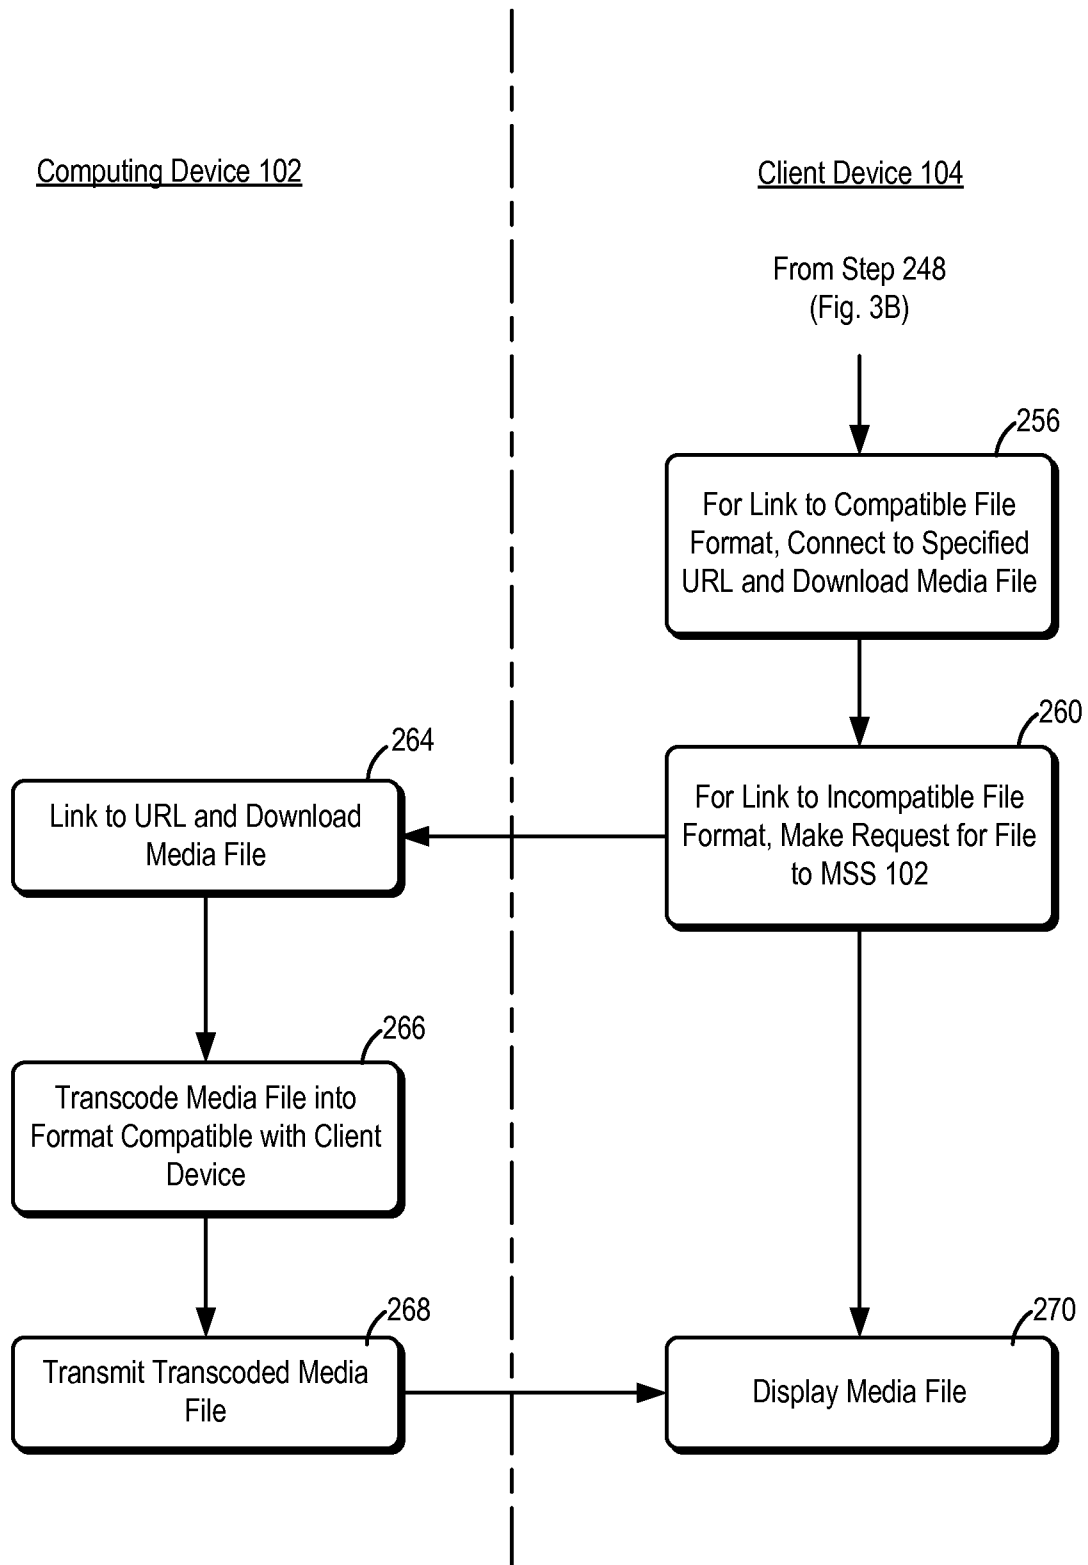 Computing Device 102
Client Device 104
From Step 248
(Fig. 3B)
256
For Link to Compatible File
Format, Connect to Specified
URL and Download Media File
260
For Link to Incompatible File
Format, Make Request for File
to MSS 102
264
Link to URL and Download
Media File
266
Transcode Media File into
Format Compatible with Client
Device
268
Transmit Transcoded Media
File
270
Display Media File